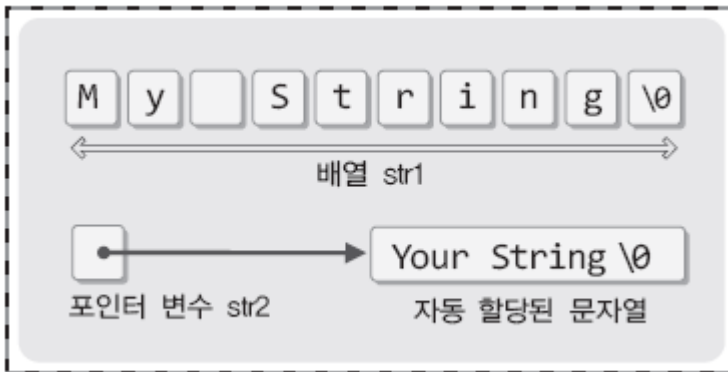 M y S t r i n g \0
배열 str1
Your String \0
포인터 변수 str2
자동 할당된 문자열